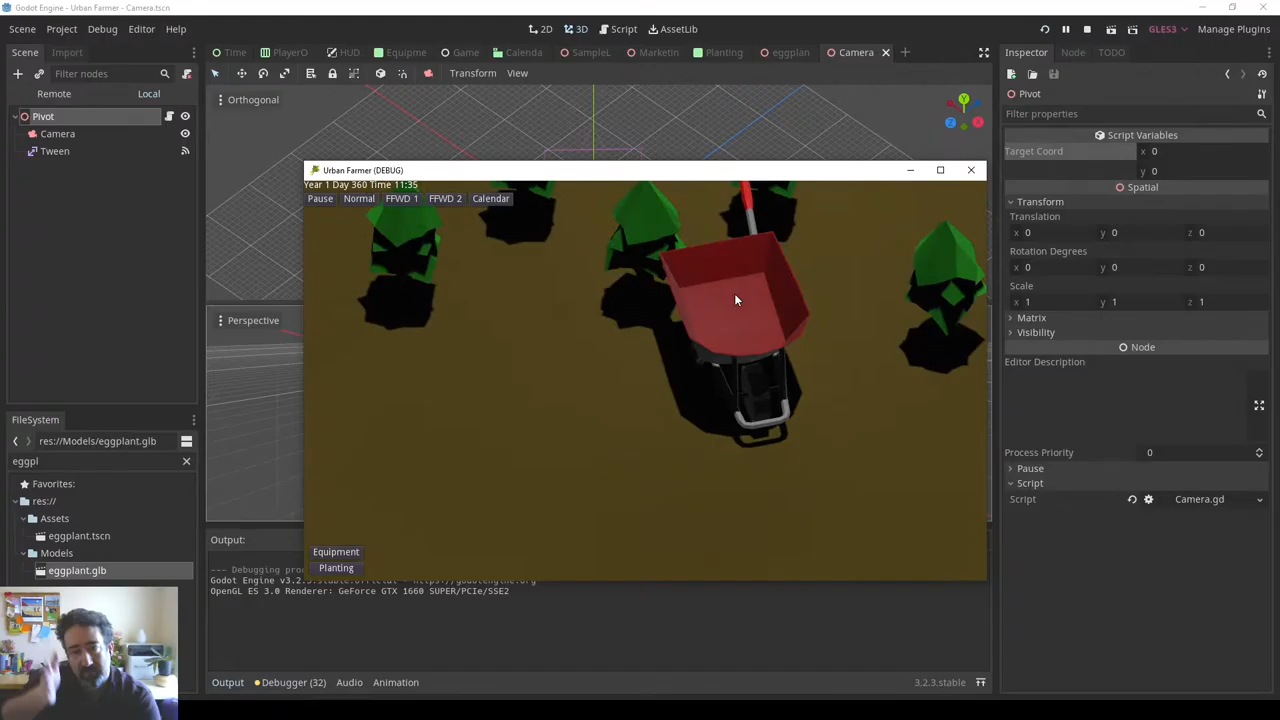 Godot Engine - Urban Farmer - Camera.tscn
Scene Project Debug Editor Help
2D 3D Script AssetLib
GLES3 Manage Plugins
Scene Import
Time PlayerO HUD Equipme Game Calenda SampleL Marketin Planting eggplan Camera
Inspector Node TODO
Filter nodes
Transform View
Remote Local
Pivot
Camera
Tween
Orthogonal
Perspective
Urban Farmer (DEBUG)
Year 1 Day 360 Time 11:35
Pause Normal FFWD 1 FFWD 2 Calendar
Equipment
Planting
Pivot
Filter properties
Script Variables
Target Coord x 0
y 0
Spatial
Transform
Translation
x 0 y 0 z 0
Rotation Degrees
x 0 y 0 z 0
Scale
x 1 y 1 z 1
Matrix
Visibility
Node
Editor Description
Process Priority 0
Pause
Script
Script Camera.gd
FileSystem
res://Models/eggplant.glb
eggpl
Favorites:
res://
Assets
eggplant.tscn
Models
eggplant.glb
Output:
--- Debugging pro
OpenGL ES 3.0 Renderer: GeForce GTX 1660 SUPER/PCIe/SSE2
Output Debugger (32) Audio Animation
3.2.3.stable